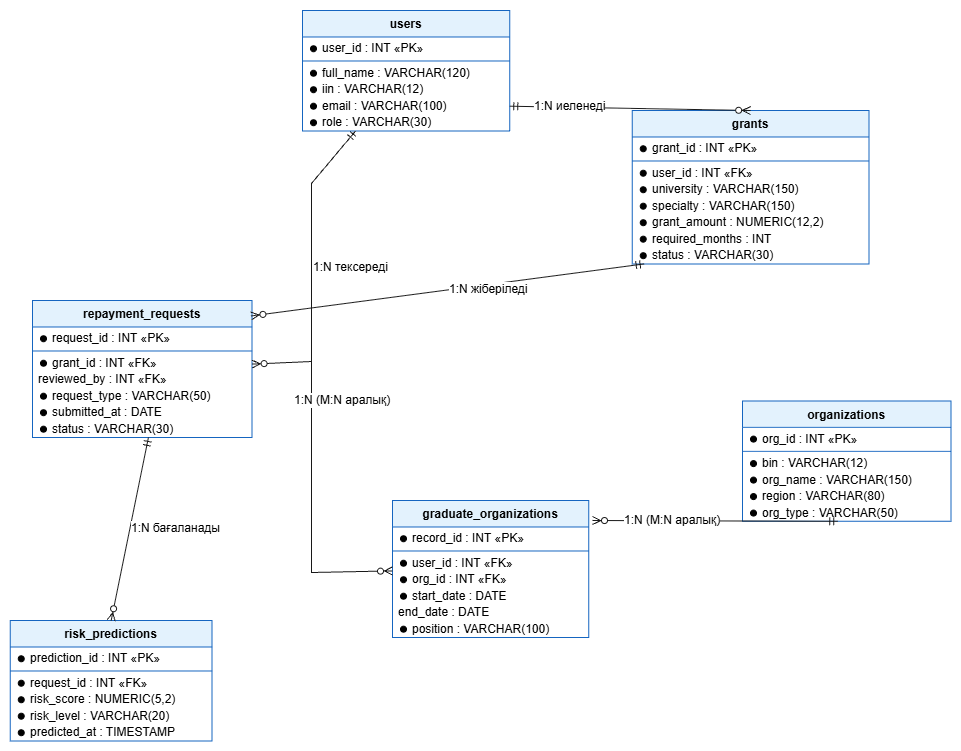 users
user_id : INT «PK»
full_name : VARCHAR(120)
iin : VARCHAR(12)
email : VARCHAR(100)
role : VARCHAR(30)
1:N иеленеді
grants
grant_id : INT «PK»
user_id : INT «FK»
university : VARCHAR(150)
specialty : VARCHAR(150)
grant_amount : NUMERIC(12,2)
required_months : INT
status : VARCHAR(30)
1:N тексереді
1:N жіберіледі
repayment_requests
request_id : INT «PK»
grant_id : INT «FK»
reviewed_by : INT «FK»
request_type : VARCHAR(50)
submitted_at : DATE
status : VARCHAR(30)
1:N (M:N аралық)
organizations
org_id : INT «PK»
bin : VARCHAR(12)
org_name : VARCHAR(150)
region : VARCHAR(80)
org_type : VARCHAR(50)
1:N (M:N аралық)
graduate_organizations
record_id : INT «PK»
user_id : INT «FK»
org_id : INT «FK»
start_date : DATE
end_date : DATE
position : VARCHAR(100)
1:N бағаланады
risk_predictions
prediction_id : INT «PK»
request_id : INT «FK»
risk_score : NUMERIC(5,2)
risk_level : VARCHAR(20)
predicted_at : TIMESTAMP